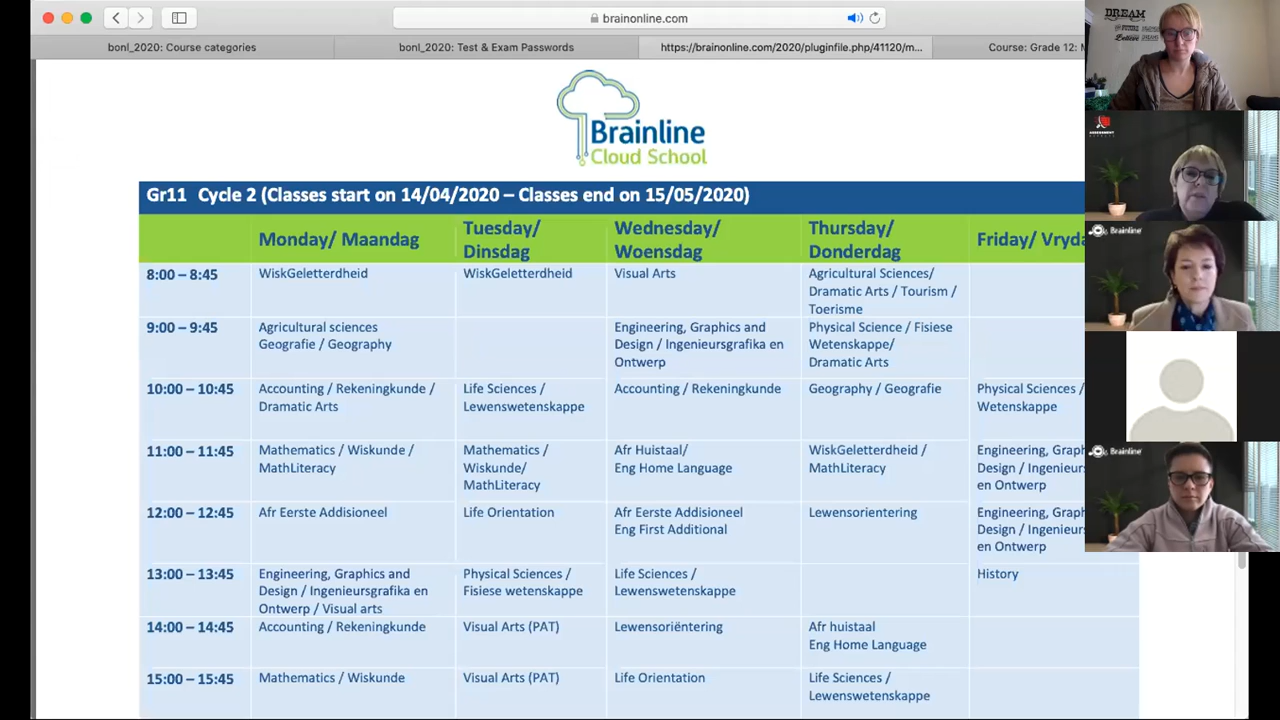 brainonline.com
bonl_2020: Course categories
bonl_2020: Test & Exam Passwords
https://brainonline.com/2020/pluginfile.php/41120/m...
Course: Grade 12:
Brainline
Cloud School
Gr11 Cycle 2 (Classes start on 14/04/2020 – Classes end on 15/05/2020)
Monday/ Maandag
Tuesday/
Dinsdag
Wednesday/
Woensdag
Thursday/
Donderdag
Friday/ Vryda
8:00 – 8:45
WiskGeletterdheid
WiskGeletterdheid
Visual Arts
Agricultural Sciences/
Dramatic Arts / Tourism /
Toerisme
9:00 – 9:45
Agricultural sciences
Geografie / Geography
Engineering, Graphics and
Design / Ingenieursgrafika en
Ontwerp
Physical Science / Fisiese
Wetenskappe/
Dramatic Arts
10:00 – 10:45
Accounting / Rekeningkunde /
Dramatic Arts
Life Sciences /
Lewenswetenskappe
Accounting / Rekeningkunde
Geography / Geografie
Physical Sciences /
Wetenskappe
11:00 – 11:45
Mathematics / Wiskunde /
MathLiteracy
Mathematics /
Wiskunde/
MathLiteracy
Afr Huistaal/
Eng Home Language
WiskGeletterdheid /
MathLiteracy
Engineering, Graph
Design / Ingenieurs
en Ontwerp
12:00 – 12:45
Afr Eerste Addisioneel
Life Orientation
Afr Eerste Addisioneel
Eng First Additional
Lewensorientering
Engineering, Graph
Design / Ingenieurs
en Ontwerp
13:00 – 13:45
Engineering, Graphics and
Design / Ingenieursgrafika en
Ontwerp / Visual arts
Physical Sciences /
Fisiese wetenskappe
Life Sciences /
Lewenswetenskappe
History
14:00 – 14:45
Accounting / Rekeningkunde
Visual Arts (PAT)
Lewensoriëntering
Afr huistaal
Eng Home Language
15:00 – 15:45
Mathematics / Wiskunde
Visual Arts (PAT)
Life Orientation
Life Sciences /
Lewenswetenskappe
DREAM
Brainline
Brainline